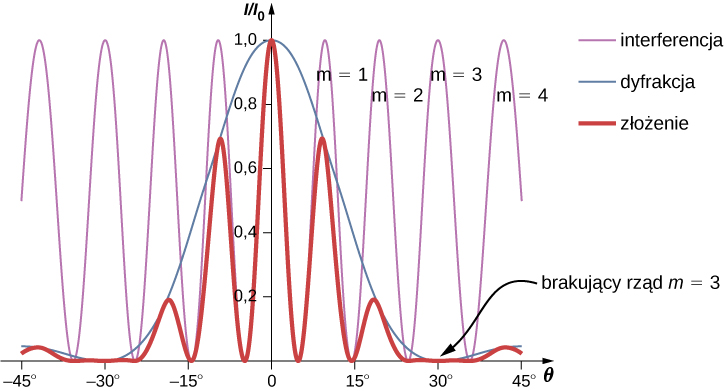 I/I₀
1,0
0,8
0,6
0,4
0,2
m = 1
m = 2
m = 3
m = 4
interferencja
dyfrakcja
złożenie
brakujący rząd m = 3
–45° –30° –15° 0 15° 30° 45° θ